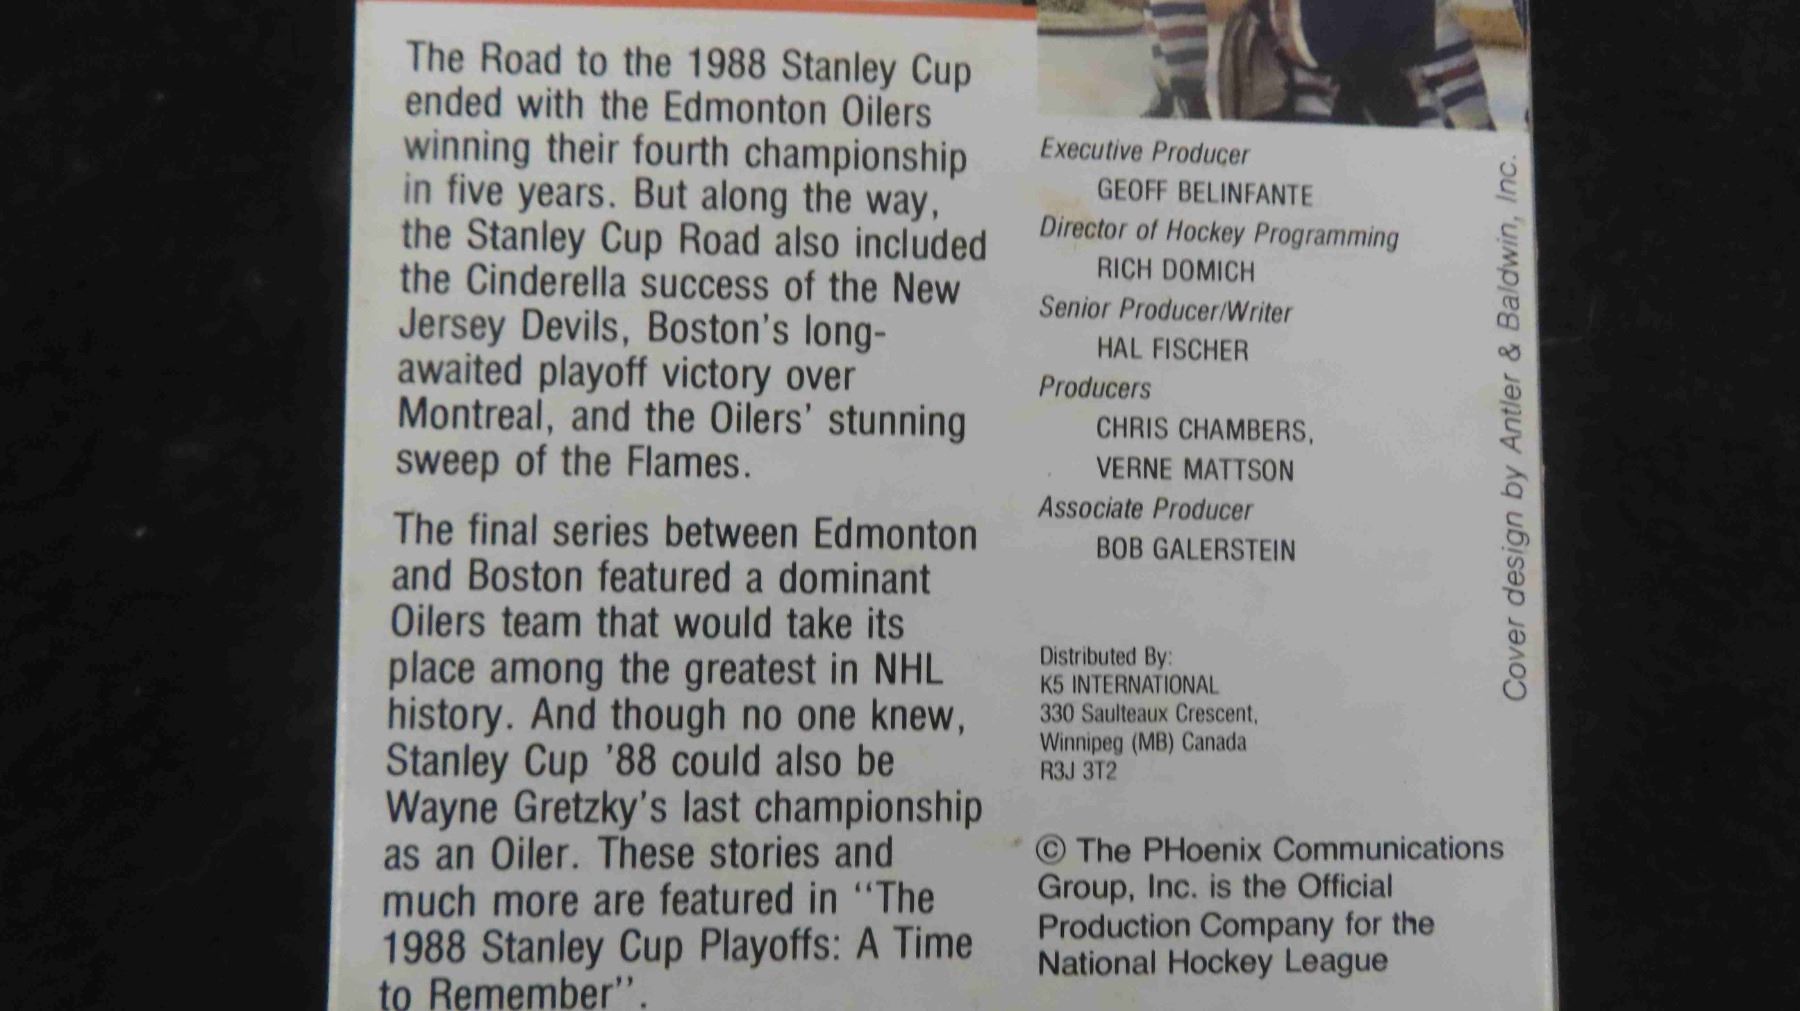 The Road to the 1988 Stanley Cup
ended with the Edmonton Oilers
winning their fourth championship
in five years. But along the way,
the Stanley Cup Road also included
the Cinderella success of the New
Jersey Devils, Boston's long-
awaited playoff victory over
Montreal, and the Oilers' stunning
sweep of the Flames.
The final series between Edmonton
and Boston featured a dominant
Oilers team that would take its
place among the greatest in NHL
history. And though no one knew,
Stanley Cup '88 could also be
Wayne Gretzky's last championship
as an Oiler. These stories and
much more are featured in "The
1988 Stanley Cup Playoffs: A Time
to Remember".
Executive Producer
GEOFF BELINFANTE
Director of Hockey Programming
RICH DOMICH
Senior Producer/Writer
HAL FISCHER
Producers
CHRIS CHAMBERS,
VERNE MATTSON
Associate Producer
BOB GALERSTEIN
Distributed By:
K5 INTERNATIONAL
330 Saulteaux Crescent,
Winnipeg (MB) Canada
R3J 3T2
© The PHoenix Communications
Group, Inc. is the Official
Production Company for the
National Hockey League
Cover design by Antler & Baldwin, Inc.